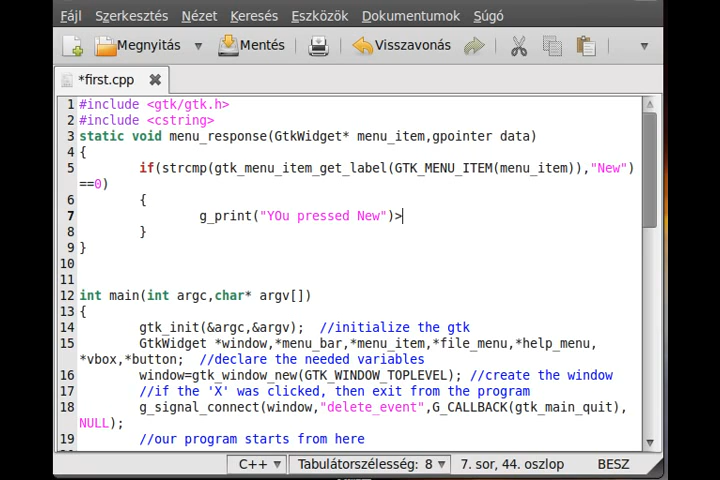 Fájl Szerkesztés Nézet Keresés Eszközök Dokumentumok Súgó
Megnyitás Mentés Visszavonás
*first.cpp
1 #include <gtk/gtk.h>
2 #include <cstring>
3 static void menu_response(GtkWidget* menu_item,gpointer data)
4 {
5 if(strcmp(gtk_menu_item_get_label(GTK_MENU_ITEM(menu_item)),"New")
==0)
6 {
7 g_print("YOu pressed New")>
8 }
9 }
10
11
12 int main(int argc,char* argv[])
13 {
14 gtk_init(&argc,&argv); //initialize the gtk
15 GtkWidget *window,*menu_bar,*menu_item,*file_menu,*help_menu,
*vbox,*button; //declare the needed variables
16 window=gtk_window_new(GTK_WINDOW_TOPLEVEL); //create the window
17 //if the 'X' was clicked, then exit from the program
18 g_signal_connect(window,"delete_event",G_CALLBACK(gtk_main_quit),
NULL);
19 //our program starts from here
C++ Tabulátorszélesség: 8 7. sor, 44. oszlop BESZ